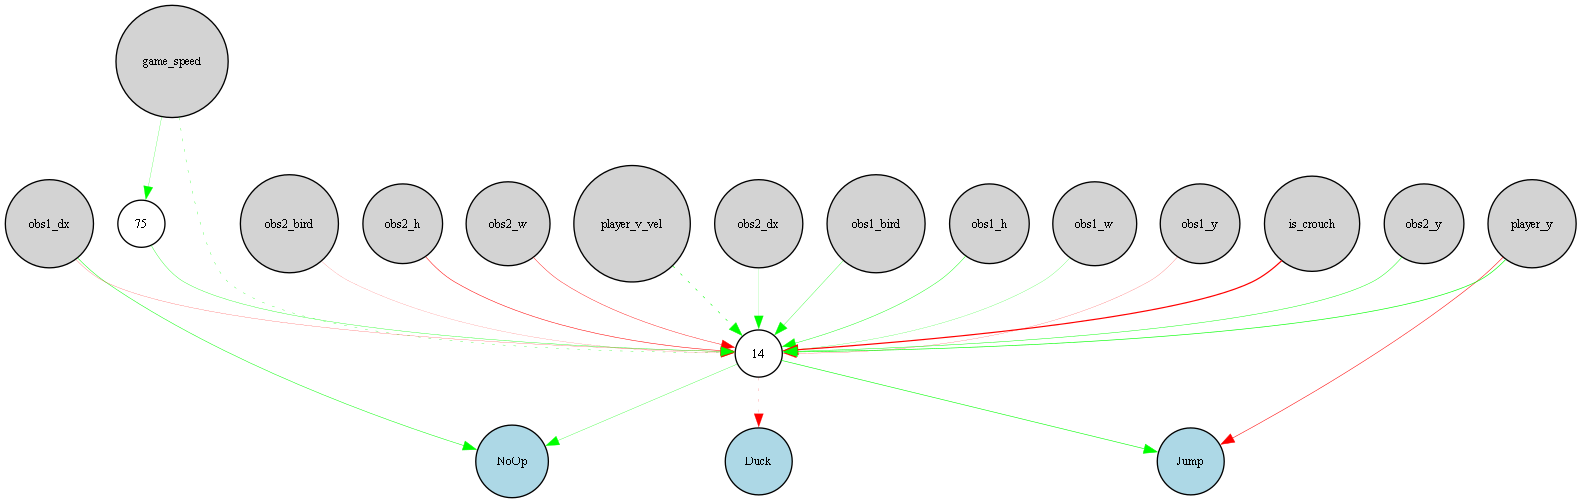 game_speed
obs1_dx
75
obs2_bird
obs2_h
obs2_w
player_v_vel
obs2_dx
obs1_bird
obs1_h
obs1_w
obs1_y
is_crouch
obs2_y
player_y
14
NoOp
Duck
Jump